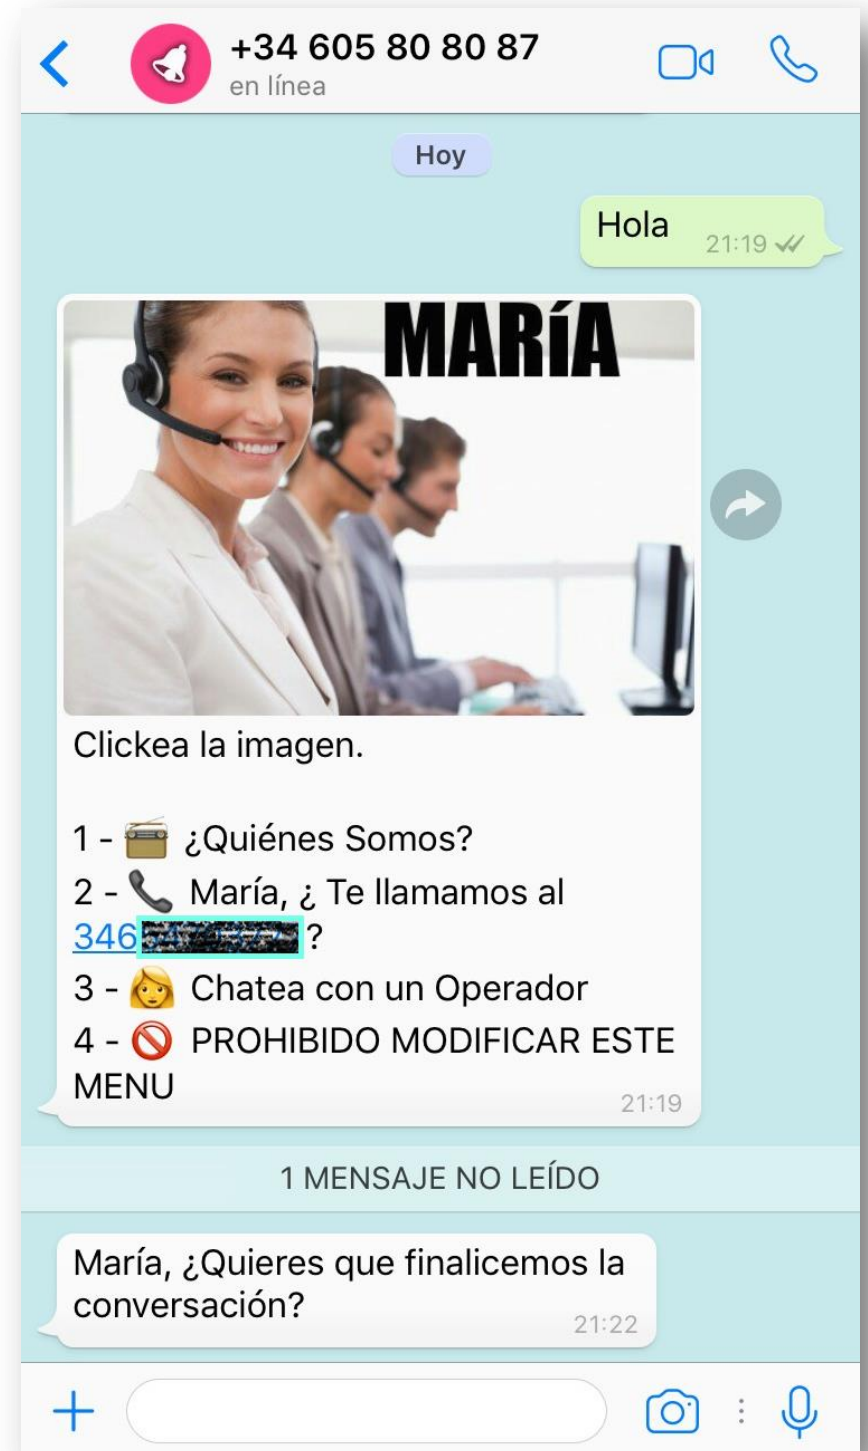 +34 605 80 80 87
en línea
Hoy
Hola
21:19
MARíA
Clickea la imagen.
1 - 📻 ¿Quiénes Somos?
2 - 📞 María, ¿ Te llamamos al
346 ?
3 - 👩 Chatea con un Operador
4 - 🚫 PROHIBIDO MODIFICAR ESTE
MENU
21:19
1 MENSAJE NO LEÍDO
María, ¿Quieres que finalicemos la
conversación?
21:22